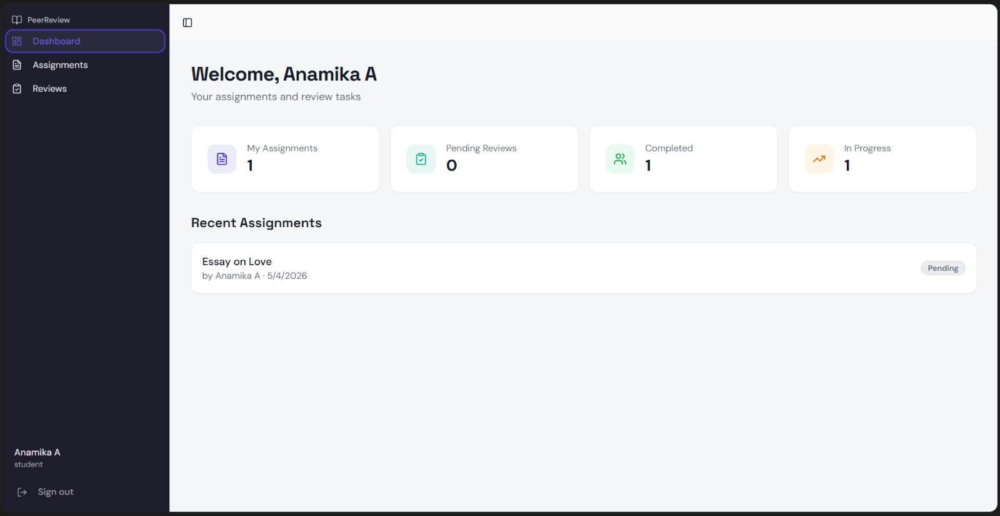 PeerReview
Dashboard
Assignments
Reviews
Welcome, Anamika A
Your assignments and review tasks
My Assignments
1
Pending Reviews
0
Completed
1
In Progress
1
Recent Assignments
Essay on Love
by Anamika A · 5/4/2026
Pending
Anamika A
student
Sign out